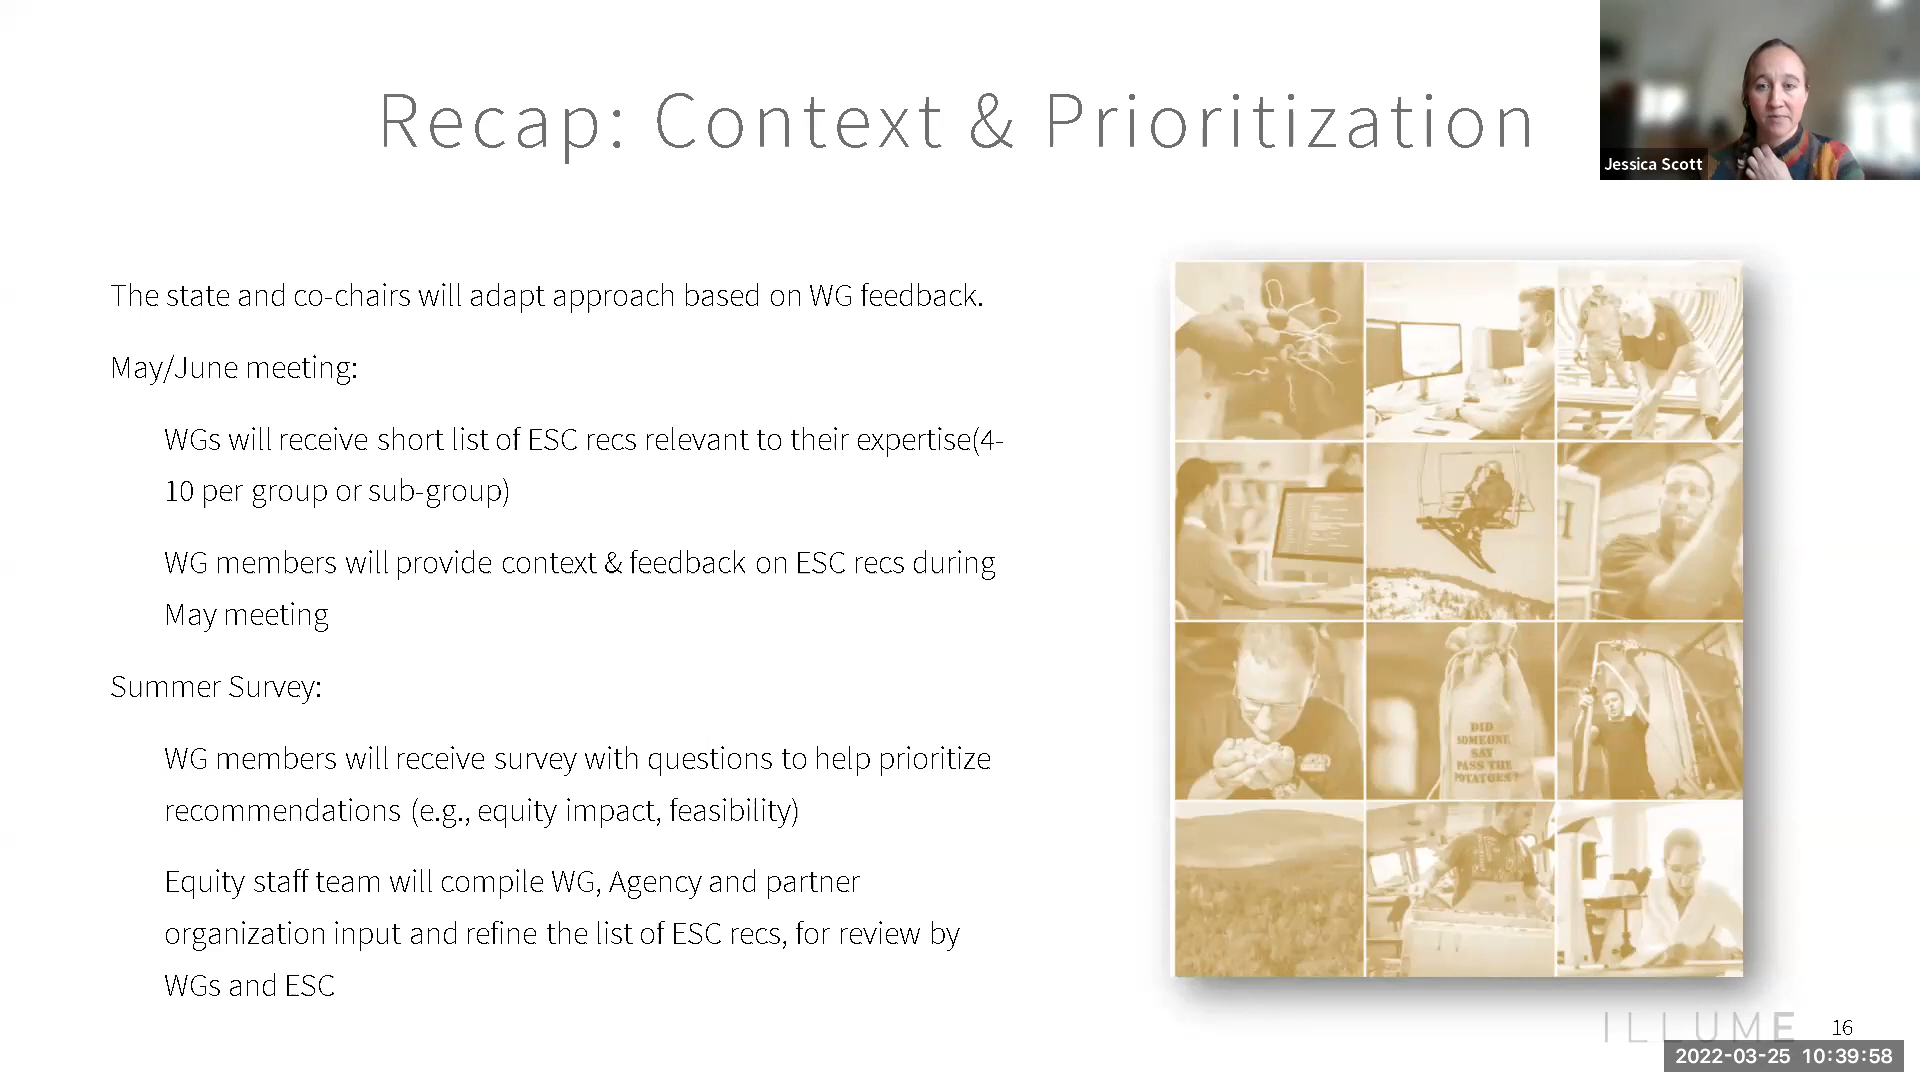 Recap: Context & Prioritization
Jessica Scott
The state and co-chairs will adapt approach based on WG feedback.
May/June meeting:
WGs will receive short list of ESC recs relevant to their expertise(4-
10 per group or sub-group)
WG members will provide context & feedback on ESC recs during
May meeting
Summer Survey:
WG members will receive survey with questions to help prioritize
recommendations (e.g., equity impact, feasibility)
Equity staff team will compile WG, Agency and partner
organization input and refine the list of ESC recs, for review by
WGs and ESC
DID
SOMEONE
SAY
PASS THE
POTATOES?
ILLUME
16
2022-03-25 10:39:58